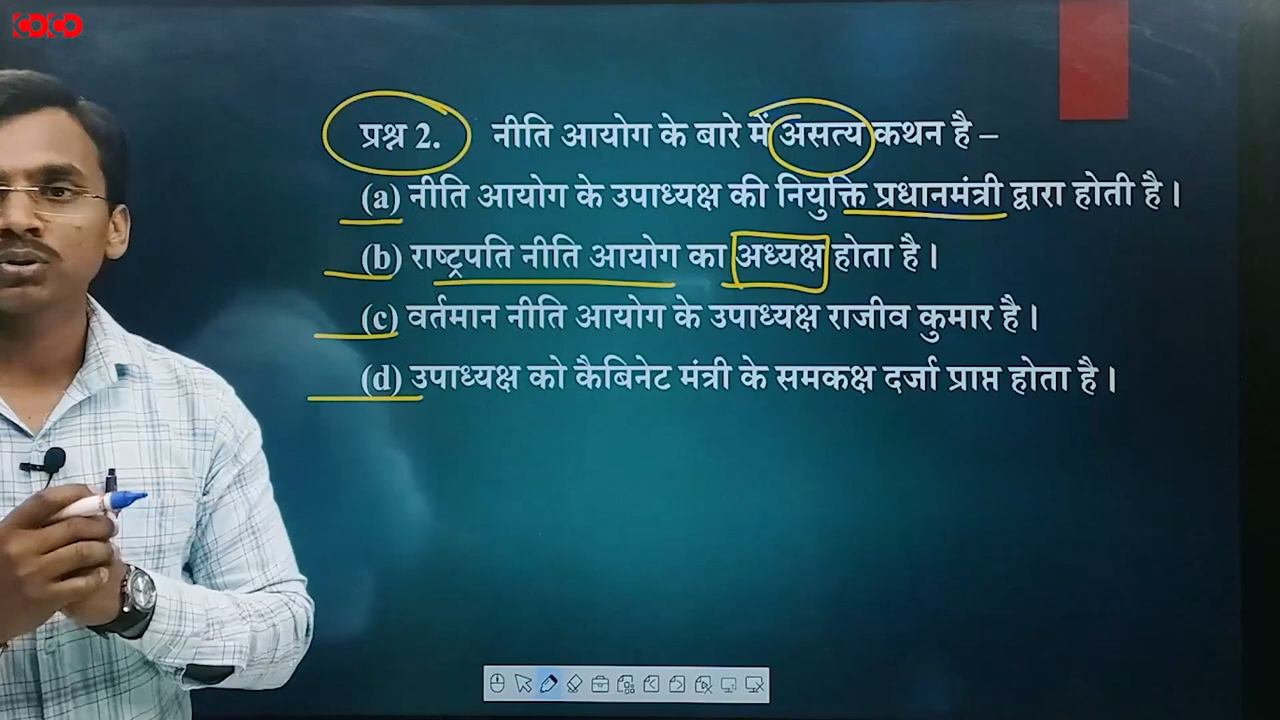 CDCD
प्रश्न 2. नीति आयोग के बारे में असत्य कथन है –
(a) नीति आयोग के उपाध्यक्ष की नियुक्ति प्रधानमंत्री द्वारा होती है।
(b) राष्ट्रपति नीति आयोग का अध्यक्ष होता है।
(c) वर्तमान नीति आयोग के उपाध्यक्ष राजीव कुमार है।
(d) उपाध्यक्ष को कैबिनेट मंत्री के समकक्ष दर्जा प्राप्त होता है।